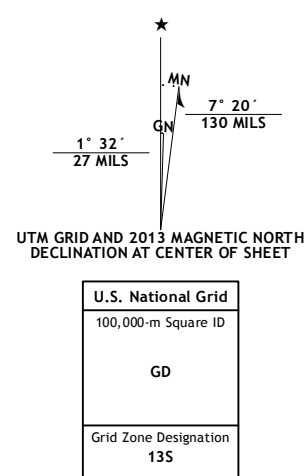 ★
MN
7° 20´
130 MILS
GN
1° 32´
27 MILS
UTM GRID AND 2013 MAGNETIC NORTH
DECLINATION AT CENTER OF SHEET
U.S. National Grid
100,000-m Square ID
GD
Grid Zone Designation
13S